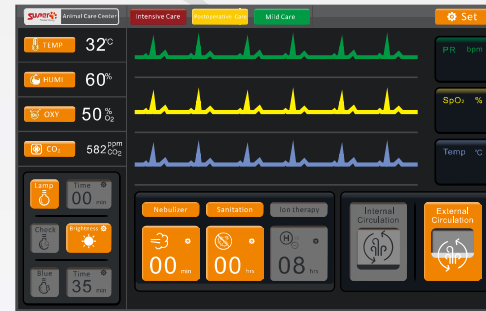 Animal Care Center
Intensive Care
Postoperative Care
Mild Care
Set
TEMP 32℃
HUMI 60%
OXY 50 % O2
CO₂ 582 ppm CO2
PR bpm
SpO₂ %
Temp ℃
Lamp
Time
00 min
Check
Brightness
Blue
Time
35 min
Nebulizer
Sanitation
Ion therapy
00 min
00 hrs
H
08 hrs
Internal
Circulation
External
Circulation